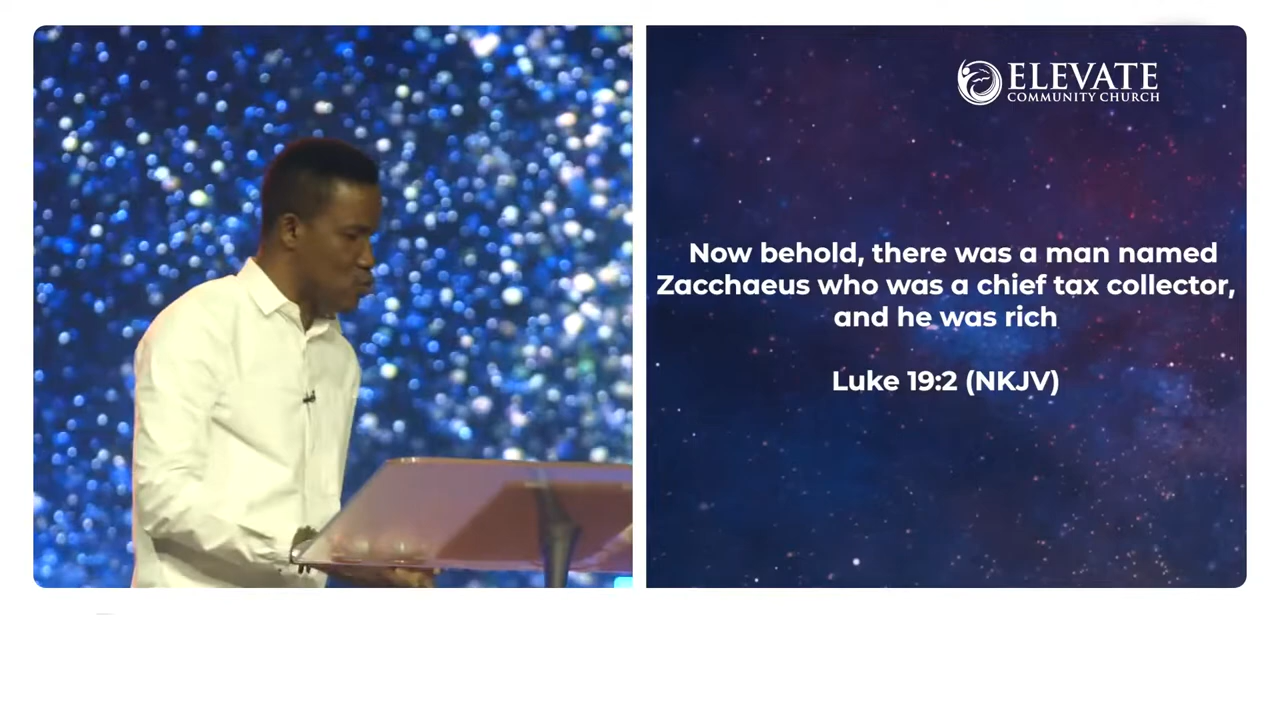 ELEVATE
COMMUNITY CHURCH
Now behold, there was a man named
Zacchaeus who was a chief tax collector,
and he was rich
Luke 19:2 (NKJV)